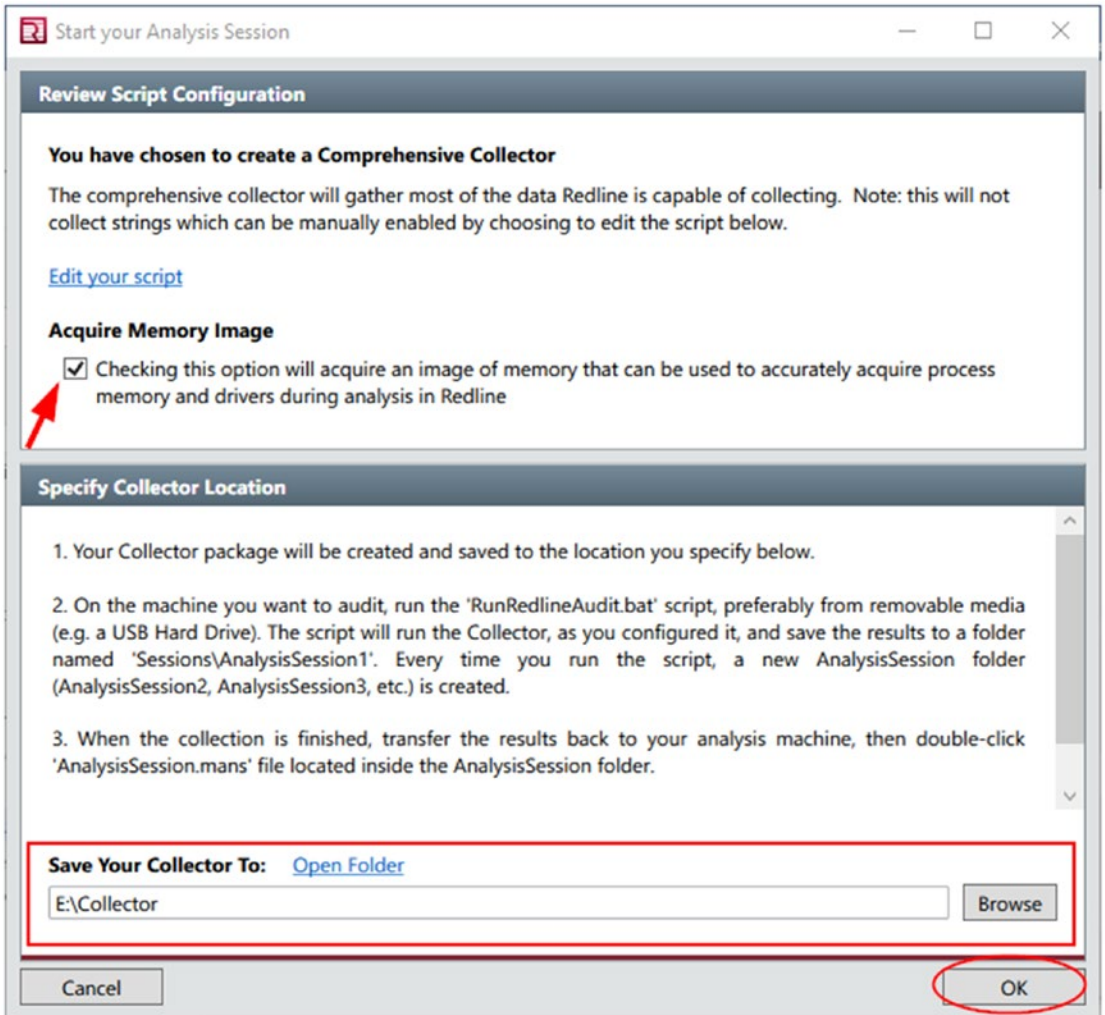 Start your Analysis Session
Review Script Configuration
You have chosen to create a Comprehensive Collector
The comprehensive collector will gather most of the data Redline is capable of collecting. Note: this will not
collect strings which can be manually enabled by choosing to edit the script below.
Edit your script
Acquire Memory Image
Checking this option will acquire an image of memory that can be used to accurately acquire process
memory and drivers during analysis in Redline
Specify Collector Location
1. Your Collector package will be created and saved to the location you specify below.
2. On the machine you want to audit, run the 'RunRedlineAudit.bat' script, preferably from removable media
(e.g. a USB Hard Drive). The script will run the Collector, as you configured it, and save the results to a folder
named 'Sessions\AnalysisSession1'. Every time you run the script, a new AnalysisSession folder
(AnalysisSession2, AnalysisSession3, etc.) is created.
3. When the collection is finished, transfer the results back to your analysis machine, then double-click
'AnalysisSession.mans' file located inside the AnalysisSession folder.
Save Your Collector To: Open Folder
E:\Collector
Browse
Cancel
OK